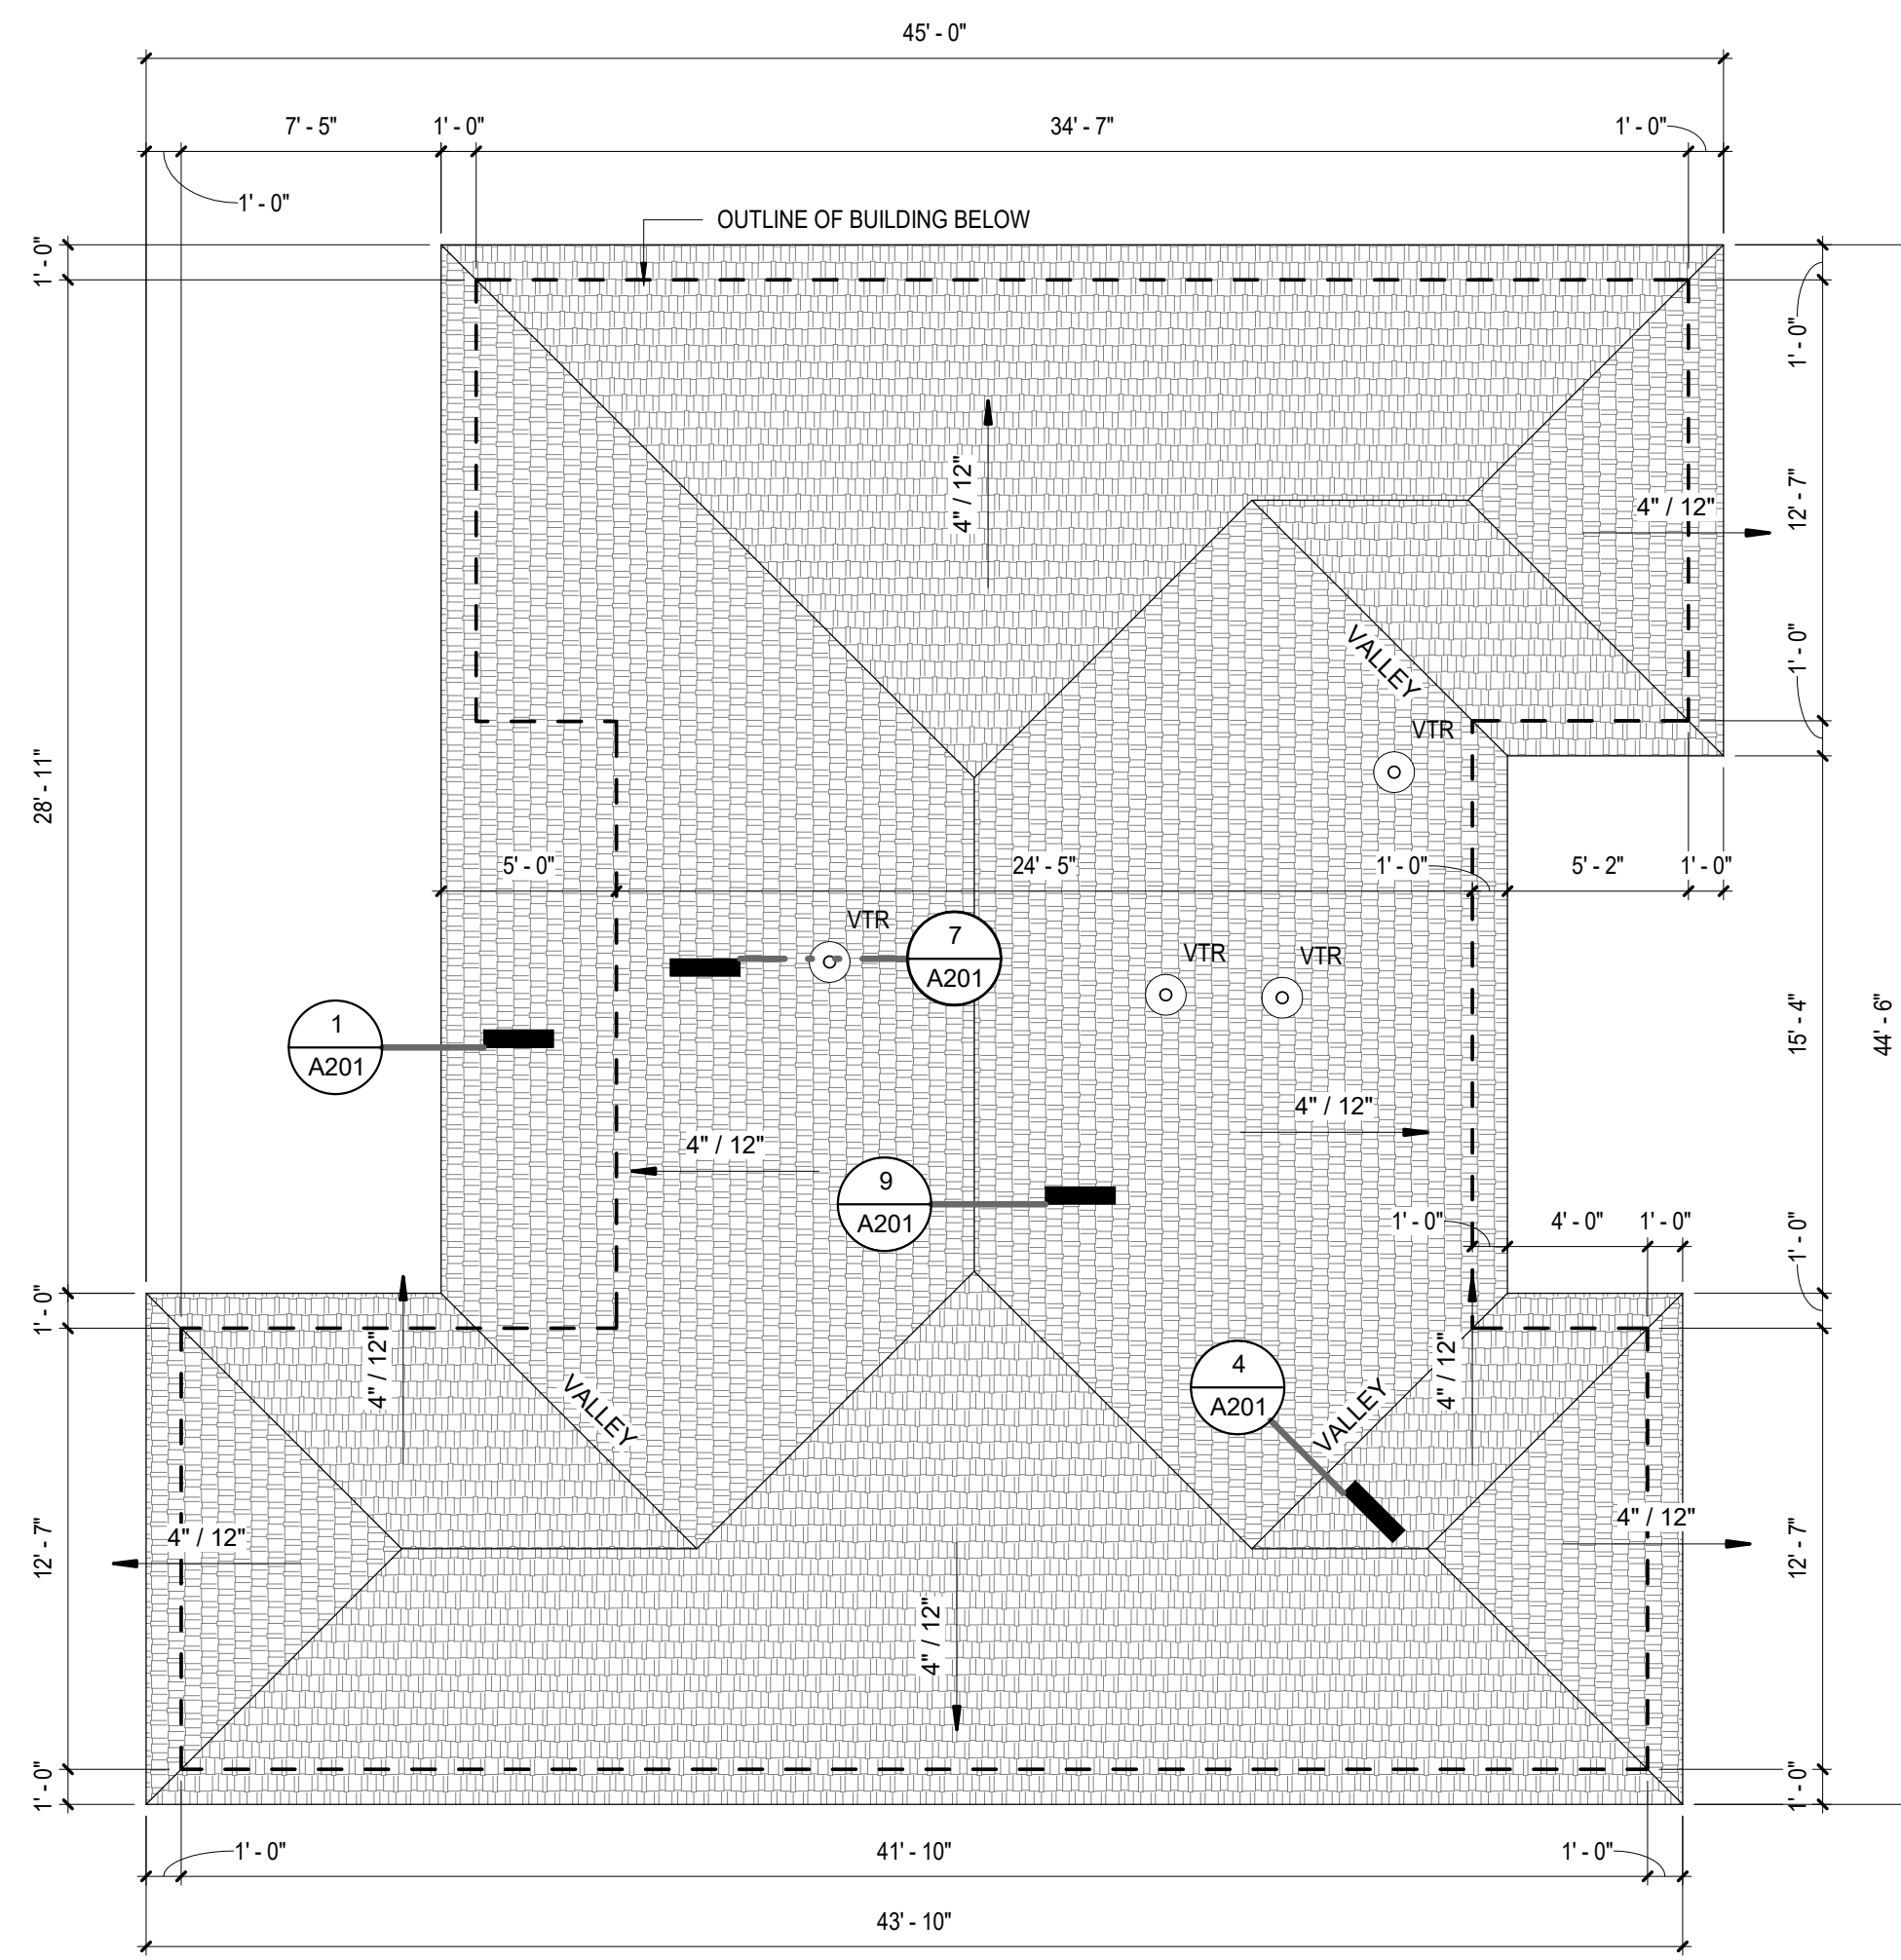 45' - 0"
7' - 5"
1' - 0"
34' - 7"
1' - 0"
1' - 0"
OUTLINE OF BUILDING BELOW
1' - 0"
1' - 0"
4" / 12"
4" / 12"
12' - 7"
VALLEY
1' - 0"
VTR
28' - 11"
5' - 0"
24' - 5"
1' - 0"
5' - 2"
1' - 0"
VTR
7
A201
VTR
VTR
1
A201
15' - 4"
44' - 6"
4" / 12"
4" / 12"
9
A201
1' - 0"
4' - 0"
1' - 0"
1' - 0"
1' - 0"
4" / 12"
VALLEY
4
A201
VALLEY
4" / 12"
4" / 12"
12' - 7"
4" / 12"
12' - 7"
4" / 12"
1' - 0"
1' - 0"
1' - 0"
41' - 10"
1' - 0"
43' - 10"